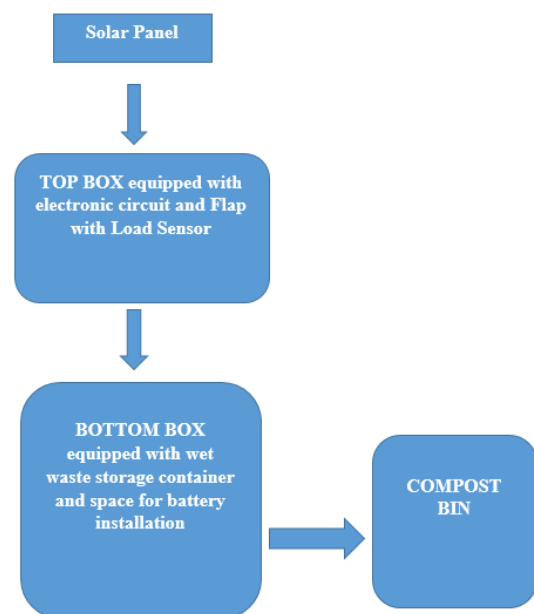 Solar Panel
TOP BOX equipped with
electronic circuit and Flap
with Load Sensor
BOTTOM BOX
equipped with wet
waste storage container
and space for battery
installation
COMPOST
BIN